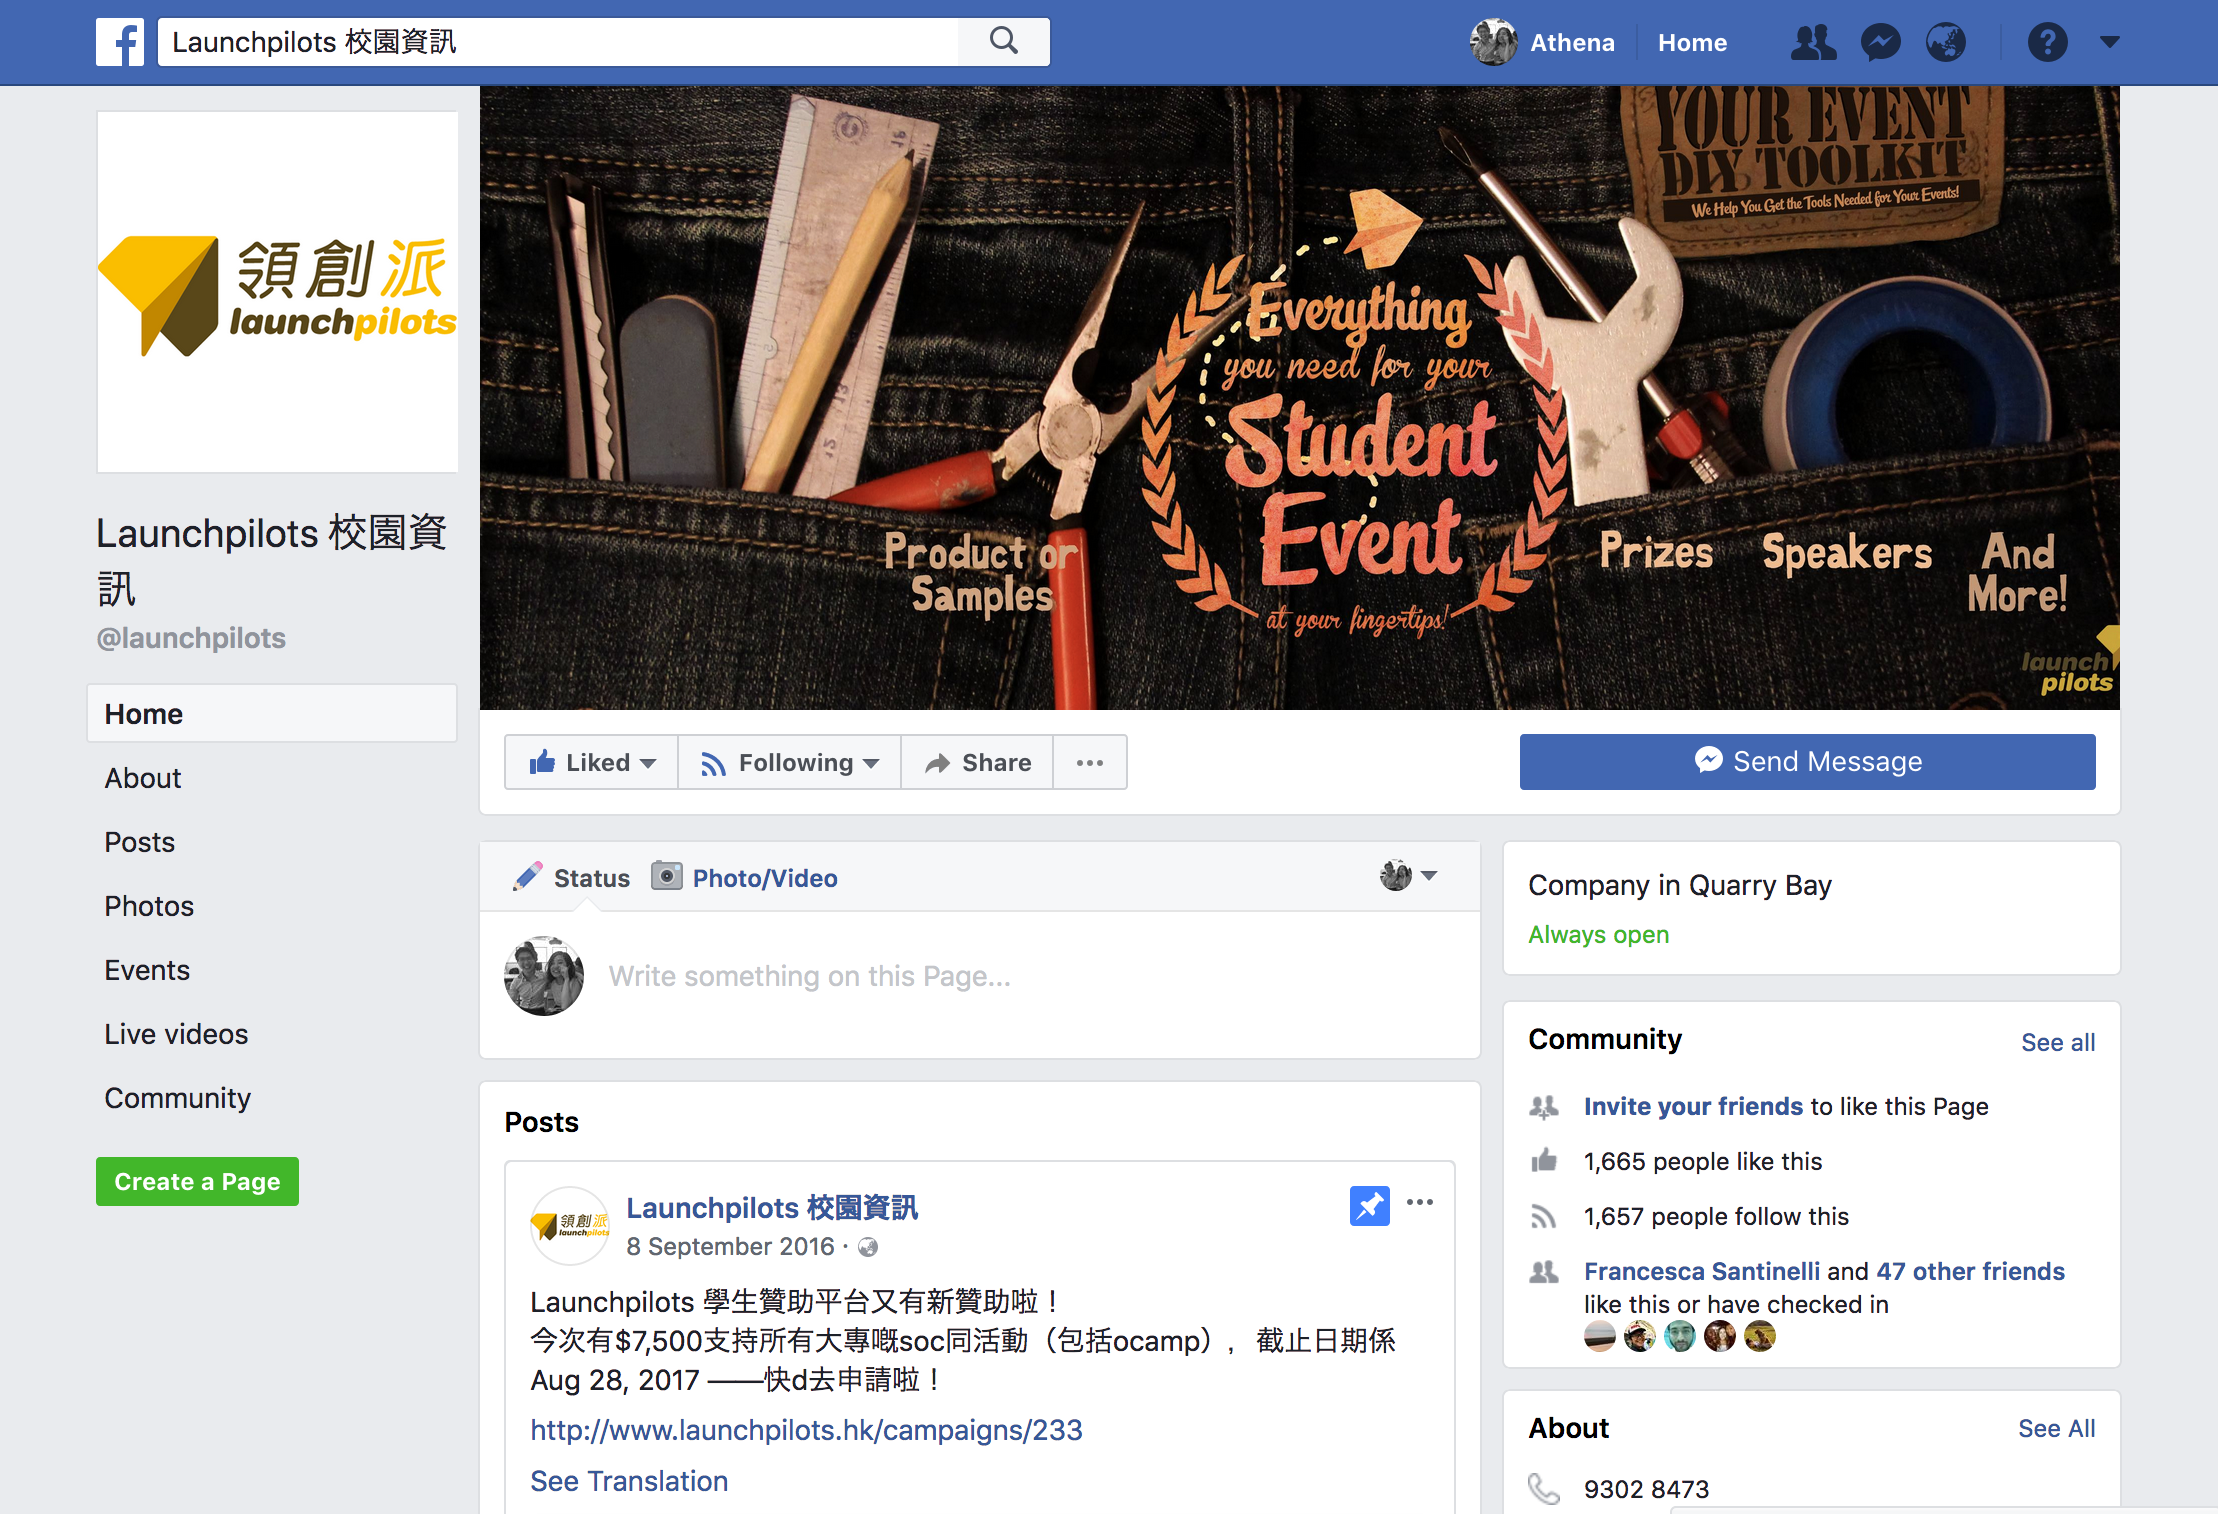 Launchpilots 校園資訊
Athena
Home
領創派
launchpilots
Launchpilots 校園資
訊
@launchpilots
Home
About
Posts
Photos
Events
Live videos
Community
Create a Page
YOUR EVENT
DIY TOOLKIT
We Help You Get the Tools Needed for Your Events!
Everything
you need for your
Student
Event
at your fingertips!
Product or
Samples
Prizes
Speakers
And
More!
launch
pilots
Liked
Following
Share
Send Message
Status
Photo/Video
Write something on this Page...
Posts
領創派
launchpilots
Launchpilots 校園資訊
8 September 2016 ·
Launchpilots 學生贊助平台又有新贊助啦！
今次有$7,500支持所有大專嘅soc同活動（包括ocamp），截止日期係
Aug 28, 2017 ——快d去申請啦！
http://www.launchpilots.hk/campaigns/233
See Translation
Company in Quarry Bay
Always open
Community
See all
Invite your friends to like this Page
1,665 people like this
1,657 people follow this
Francesca Santinelli and 47 other friends
like this or have checked in
About
See All
9302 8473